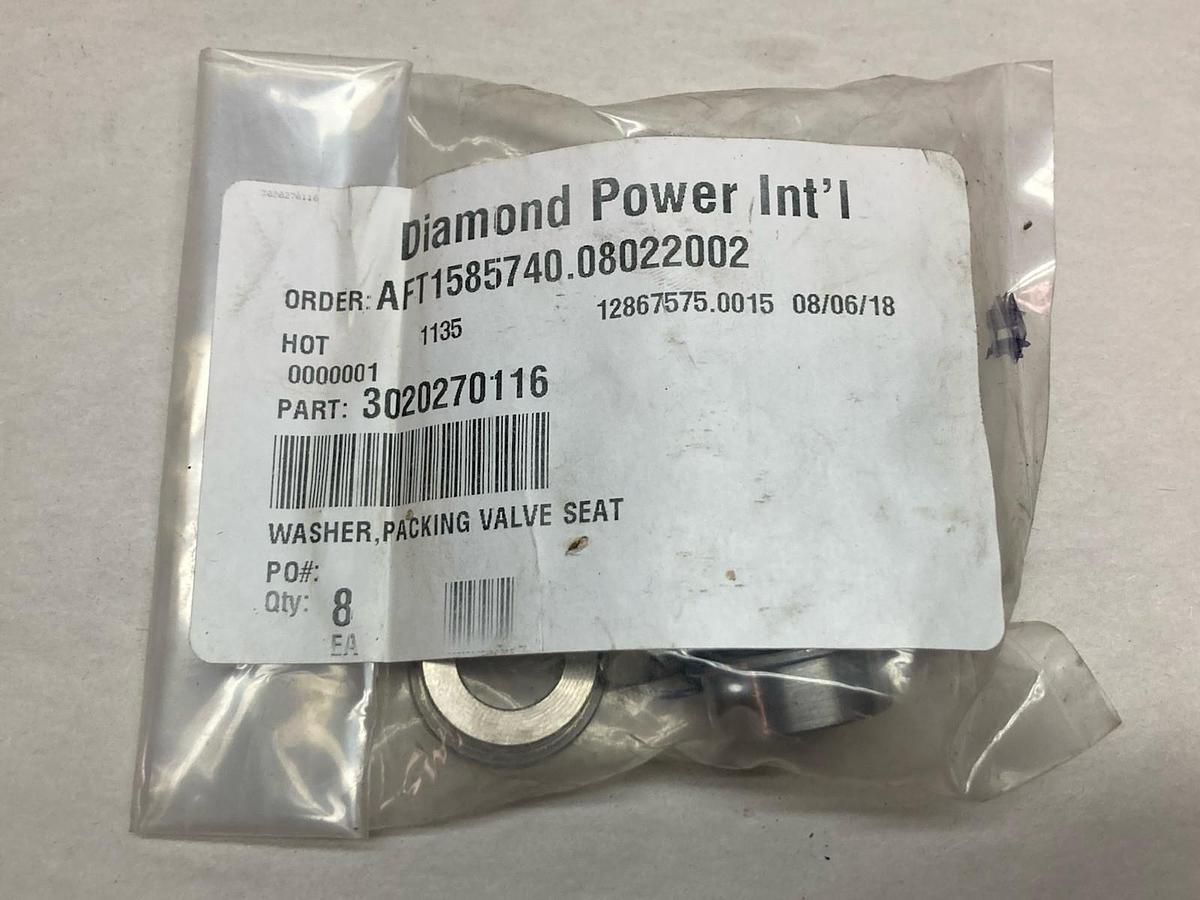 3020270116
Diamond Power Int'l
ORDER: AFT1585740.08022002
12867575.0015 08/06/18
HOT 1135
0000001
PART: 3020270116
WASHER,PACKING VALVE SEAT
PO#:
Qty: 8
EA